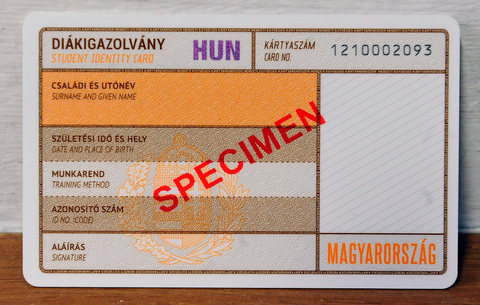 DIÁKIGAZOLVÁNY
STUDENT IDENTITY CARD
HUN
KÁRTYASZÁM
CARD NO.
1210002093
CSALÁDI ÉS UTÓNÉV
SURNAME AND GIVEN NAME
SZÜLETÉSI IDŐ ÉS HELY
DATE AND PLACE OF BIRTH
MUNKAREND
TRAINING METHOD
AZONOSÍTÓ SZÁM
ID NO. (CODE)
ALÁÍRÁS
SIGNATURE
SPECIMEN
MAGYARORSZÁG